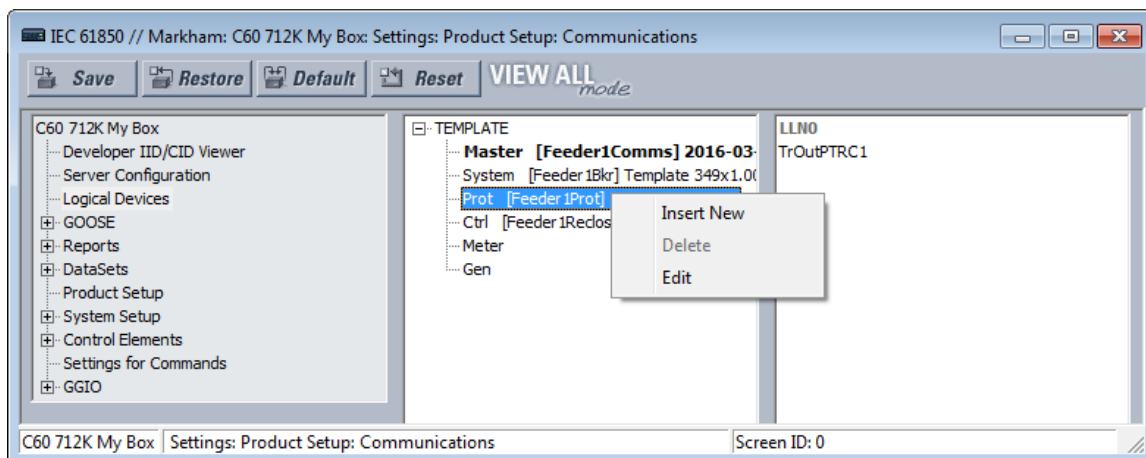 IEC 61850 // Markham: C60 712K My Box: Settings: Product Setup: Communications
Save Restore Default Reset VIEW ALL mode
C60 712K My Box
Developer IID/CID Viewer
Server Configuration
Logical Devices
GOOSE
Reports
DataSets
Product Setup
System Setup
Control Elements
Settings for Commands
GGIO
TEMPLATE
Master [Feeder1Comms] 2016-03-
System [Feeder1Bkr] Template 349x1.00
Prot [Feeder1Prot]
Ctrl [Feeder1Reclos
Meter
Gen
Insert New
Delete
Edit
LLN0
TrOutPTRC1
C60 712K My Box Settings: Product Setup: Communications Screen ID: 0